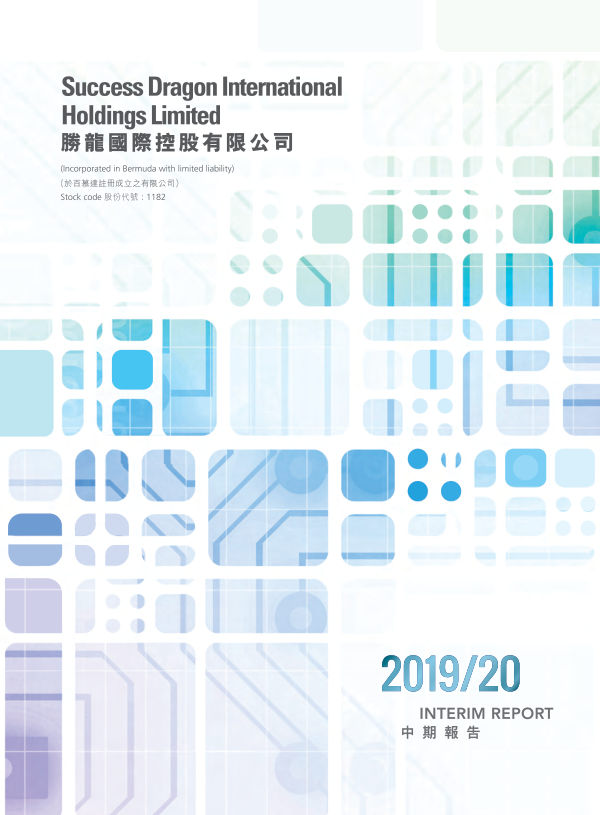 Success Dragon International
Holdings Limited
勝龍國際控股有限公司
(Incorporated in Bermuda with limited liability)
(於百慕達註冊成立之有限公司)
Stock code 股份代號 : 1182
2019/20
INTERIM REPORT
中期報告